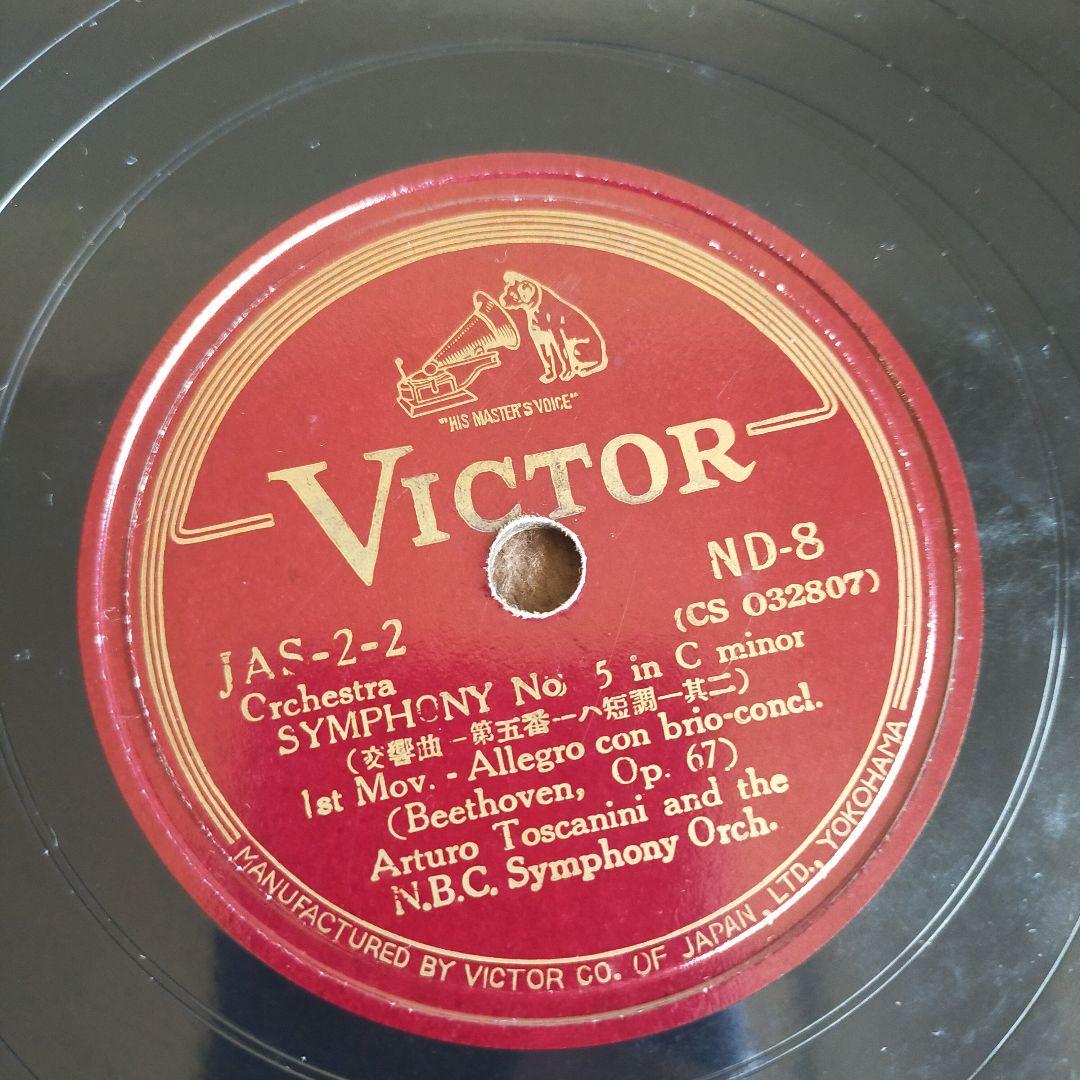 "HIS MASTER'S VOICE"
VICTOR
ND-8
(CS 032807)
JAS-2-2
Orchestra
SYMPHONY No. 5 in C minor
(交響曲 - 第五番—ハ短調—其二)
1st Mov. - Allegro con brio-concl.
(Beethoven, Op. 67)
Arturo Toscanini and the
N.B.C. Symphony Orch.
MANUFACTURED BY VICTOR CO. OF JAPAN, LTD., YOKOHAMA